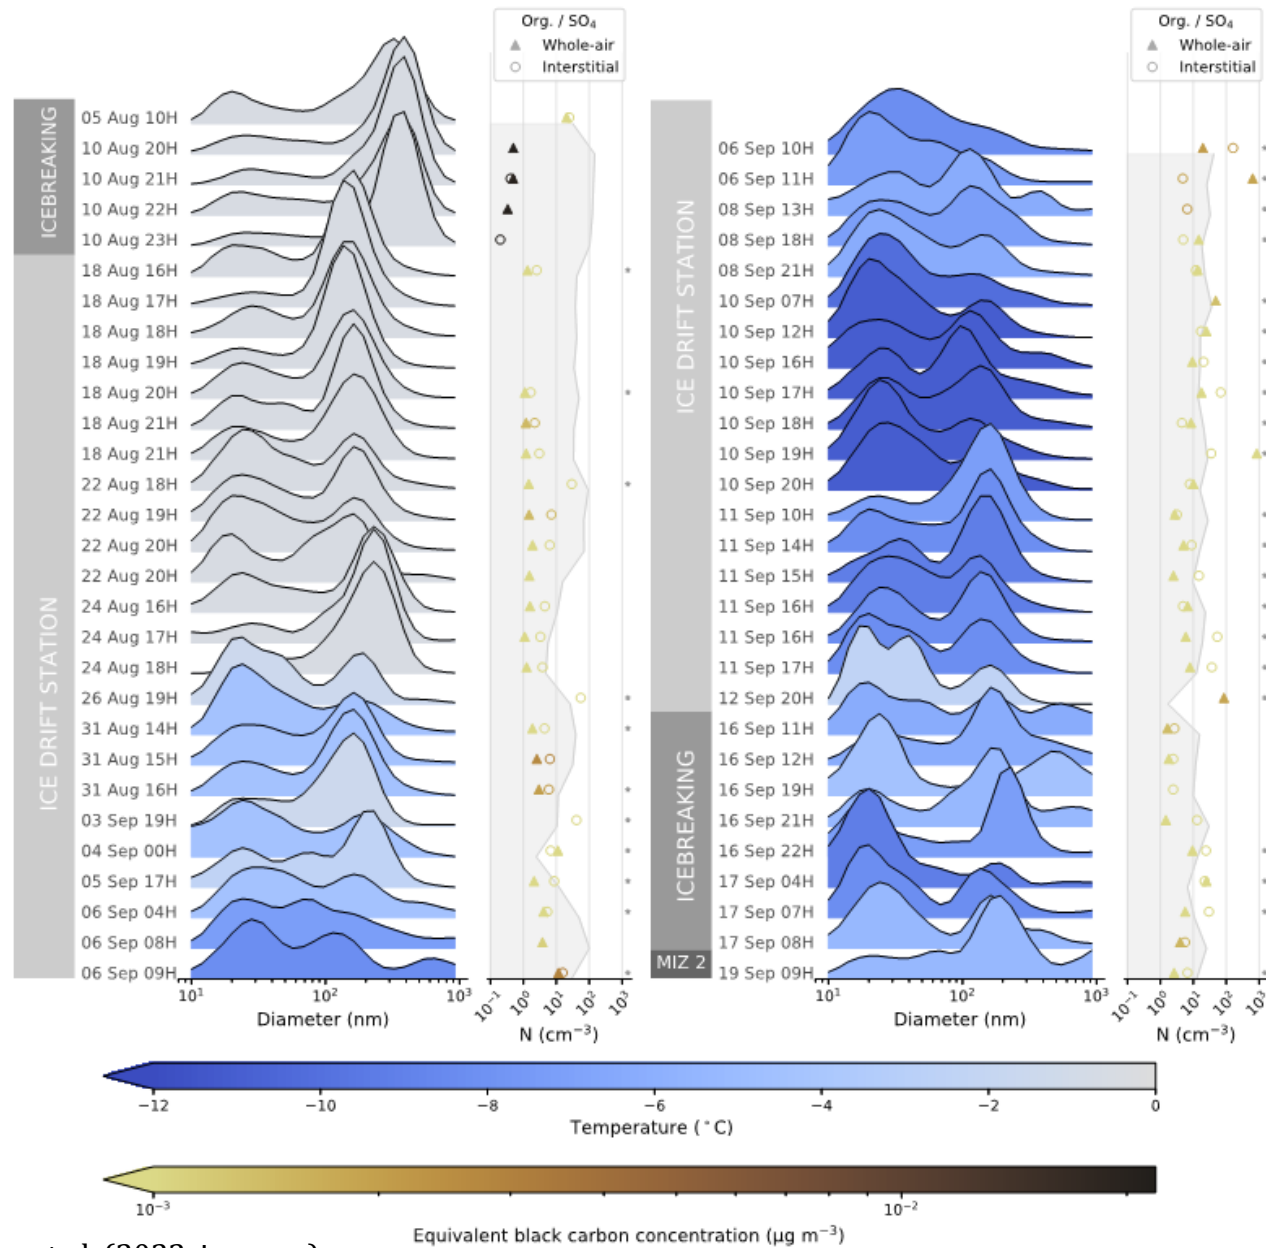 Org. / SO₄
Whole-air
Interstitial
ICEBREAKING
ICE DRIFT STATION
05 Aug 10H
10 Aug 20H
10 Aug 21H
10 Aug 22H
10 Aug 23H
18 Aug 16H
18 Aug 17H
18 Aug 18H
18 Aug 19H
18 Aug 20H
18 Aug 21H
18 Aug 21H
22 Aug 18H
22 Aug 19H
22 Aug 20H
22 Aug 20H
24 Aug 16H
24 Aug 17H
24 Aug 18H
26 Aug 19H
31 Aug 14H
31 Aug 15H
31 Aug 16H
03 Sep 19H
04 Sep 00H
05 Sep 17H
06 Sep 04H
06 Sep 08H
06 Sep 09H
10¹ 10² 10³
Diameter (nm)
10⁻¹ 10⁰ 10¹ 10² 10³
N (cm⁻³)
Org. / SO₄
Whole-air
Interstitial
ICE DRIFT STATION
ICEBREAKING
MIZ 2
06 Sep 10H
06 Sep 11H
08 Sep 13H
08 Sep 18H
08 Sep 21H
10 Sep 07H
10 Sep 12H
10 Sep 16H
10 Sep 17H
10 Sep 18H
10 Sep 19H
10 Sep 20H
11 Sep 10H
11 Sep 14H
11 Sep 15H
11 Sep 16H
11 Sep 16H
11 Sep 17H
12 Sep 20H
16 Sep 11H
16 Sep 12H
16 Sep 19H
16 Sep 21H
16 Sep 22H
17 Sep 04H
17 Sep 07H
17 Sep 08H
19 Sep 09H
10¹ 10² 10³
Diameter (nm)
10⁻¹ 10⁰ 10¹ 10² 10³
N (cm⁻³)
−12 −10 −8 −6 −4 −2 0
Temperature (°C)
10⁻³ 10⁻²
Equivalent black carbon concentration (μg m⁻³)